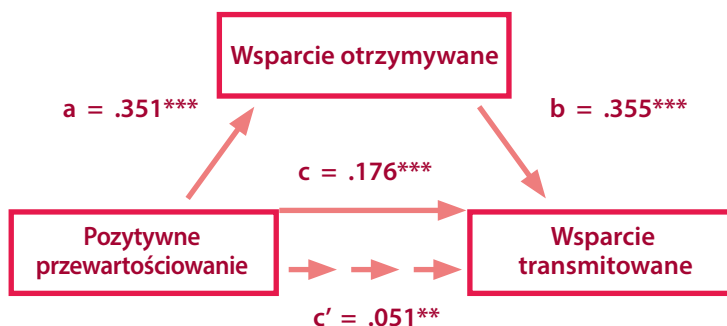 Wsparcie otrzymywane
a = .351***
b = .355***
c = .176***
Pozytywne
przewartościowanie
Wsparcie
transmitowane
c’ = .051**